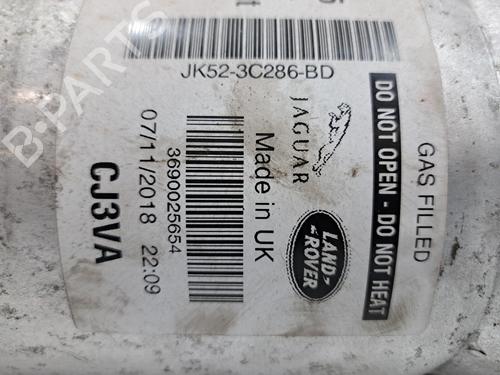 JK52-3C286-BD
GAS FILLED
DO NOT OPEN - DO NOT HEAT
JAGUAR
LAND
ROVER
Made in UK
3690025654
07/11/2018 22:09
CJ3VA
B-PARTS